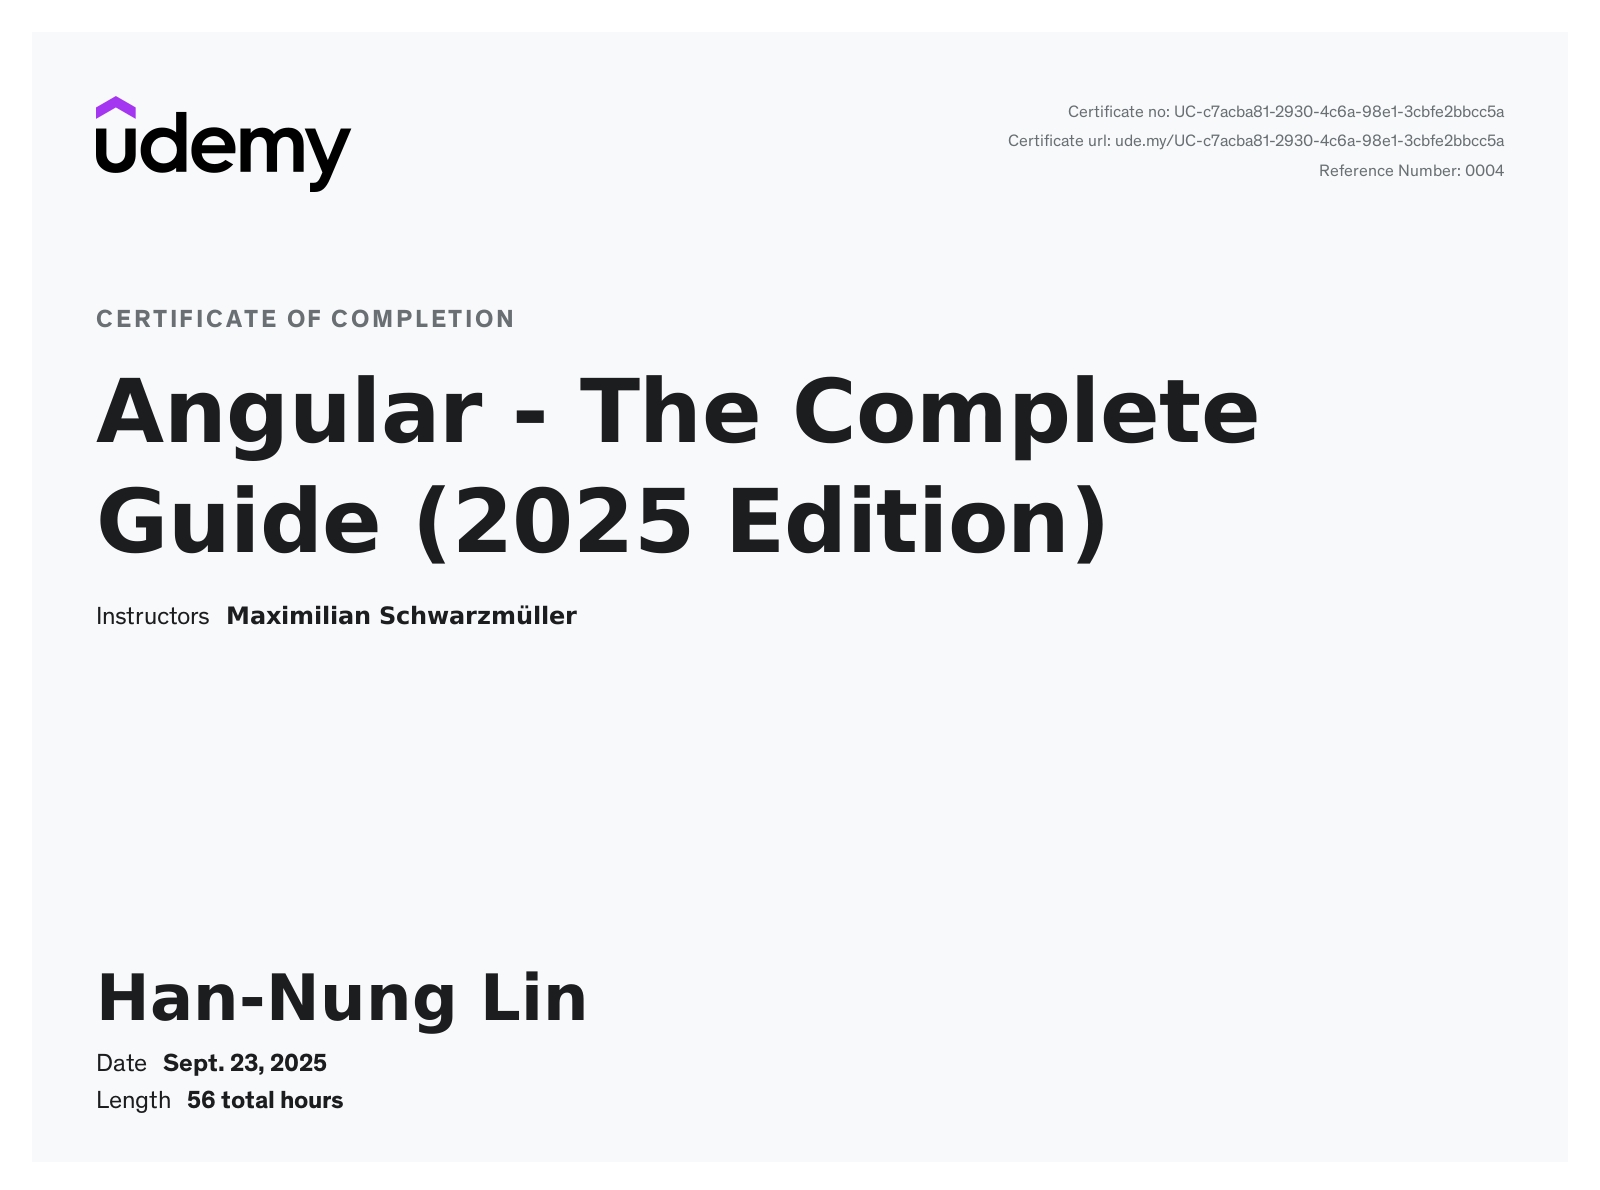 udemy
Certificate no: UC-c7acba81-2930-4c6a-98e1-3cbfe2bbcc5a
Certificate url: ude.my/UC-c7acba81-2930-4c6a-98e1-3cbfe2bbcc5a
Reference Number: 0004
CERTIFICATE OF COMPLETION
Angular - The Complete
Guide (2025 Edition)
Instructors Maximilian Schwarzmüller
Han-Nung Lin
Date Sept. 23, 2025
Length 56 total hours